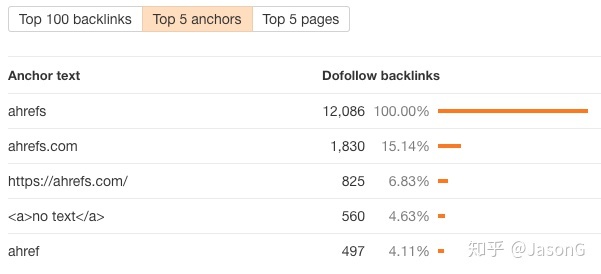 Top 100 backlinks Top 5 anchors Top 5 pages
Anchor text Dofollow backlinks
ahrefs 12,086 100.00%
ahrefs.com 1,830 15.14%
https://ahrefs.com/ 825 6.83%
<a>no text</a> 560 4.63%
ahref 497 4.11%
知乎 @JasonG